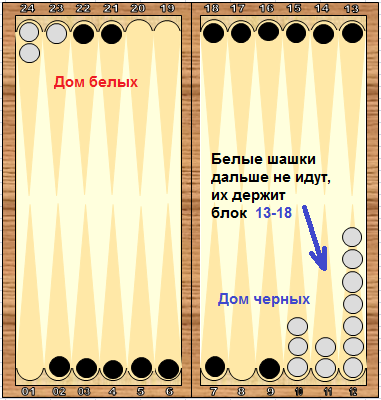 24 23 22 21 20 19 18 17 16 15 14 13
Дом белых
Белые шашки
дальше не идут,
их держит
блок 13-18
Дом черных
01 02 03 4 5 6 7 8 9 10 11 12